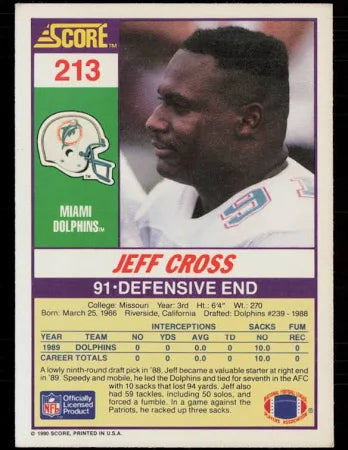 SCORE™
213
MIAMI
DOLPHINS™
9
JEFF CROSS
91·DEFENSIVE END
College: Missouri Year: 3rd Ht.: 6'4" Wt.: 270
Born: March 25, 1966 Riverside, California Drafted: Dolphins #239 - 1988
INTERCEPTIONS SACKS FUM
YEAR TEAM NO YDS AVG TD NO REC
1989 DOLPHINS 0 0 0.0 0 10.0 0
CAREER TOTALS 0 0 0.0 0 10.0 0
A lowly ninth-round draft pick in '88, Jeff became a valuable starter at right end
in '89. Speedy and mobile, he led the Dolphins and tied for seventh in the AFC
with 10 sacks that lost 94 yards. Jeff also
had 59 tackles, including 50 solos, and
forced a fumble. In a game against the
Patriots, he racked up three sacks.
NFL
Officially
Licensed
Product
© 1990 SCORE, PRINTED IN U.S.A.